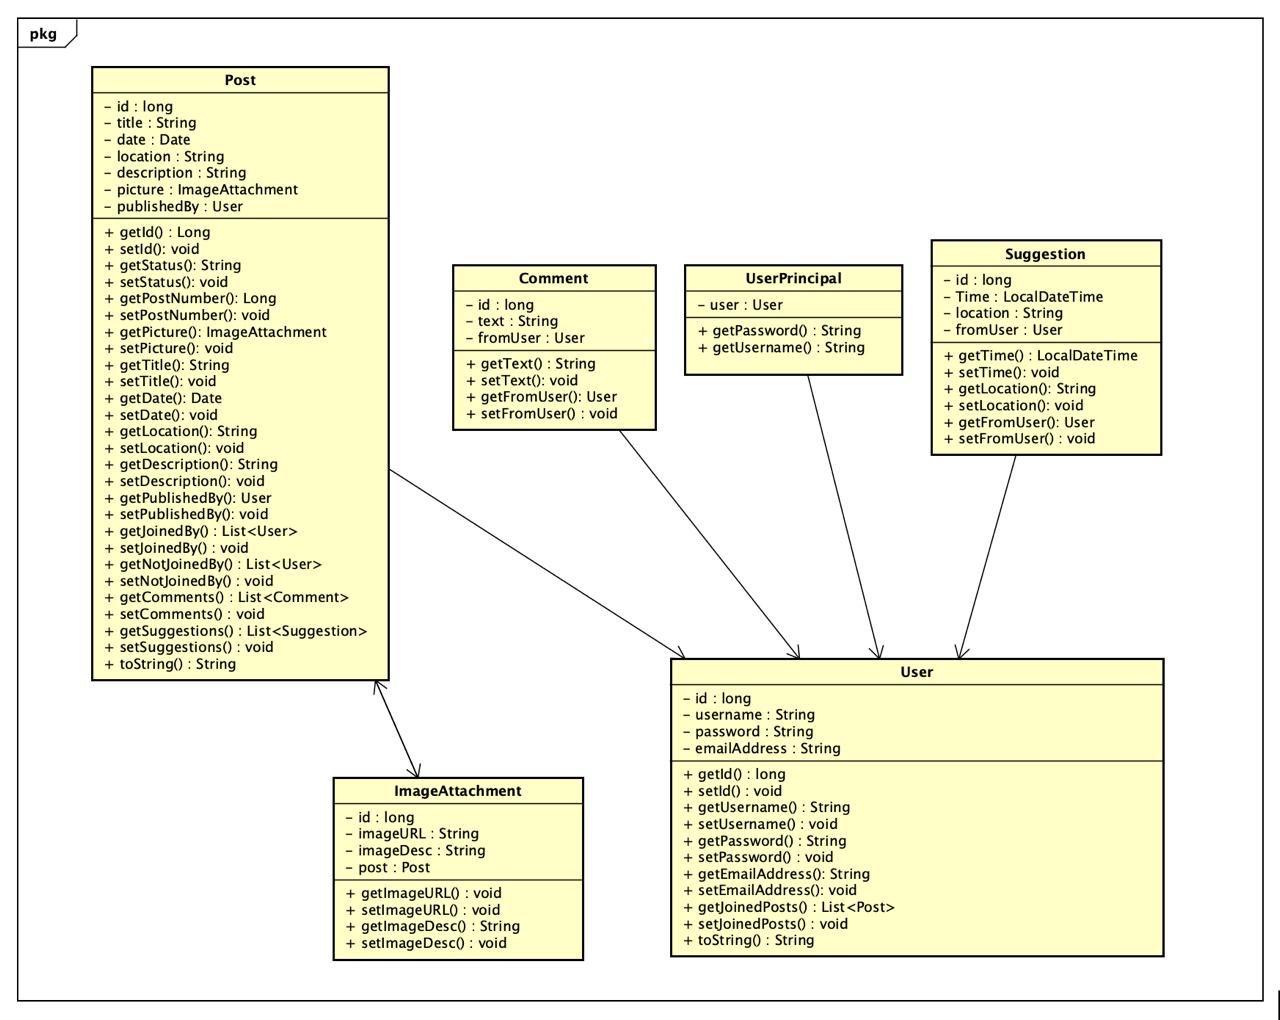 pkg
Post
– id : long
– title : String
– date : Date
– location : String
– description : String
– picture : ImageAttachment
– publishedBy : User
+ getId() : Long
+ setId(): void
+ getStatus(): String
+ setStatus(): void
+ getPostNumber(): Long
+ setPostNumber(): void
+ getPicture(): ImageAttachment
+ setPicture(): void
+ getTitle(): String
+ setTitle(): void
+ getDate(): Date
+ setDate(): void
+ getLocation(): String
+ setLocation(): void
+ getDescription(): String
+ setDescription(): void
+ getPublishedBy(): User
+ setPublishedBy(): void
+ getJoinedBy() : List<User>
+ setJoinedBy() : void
+ getNotJoinedBy() : List<User>
+ setNotJoinedBy() : void
+ getComments() : List<Comment>
+ setComments() : void
+ getSuggestions() : List<Suggestion>
+ setSuggestions() : void
+ toString() : String
Comment
– id : long
– text : String
– fromUser : User
+ getText() : String
+ setText(): void
+ getFromUser(): User
+ setFromUser() : void
UserPrincipal
– user : User
+ getPassword() : String
+ getUsername() : String
Suggestion
– id : long
– Time : LocalDateTime
– location : String
– fromUser : User
+ getTime() : LocalDateTime
+ setTime(): void
+ getLocation(): String
+ setLocation(): void
+ getFromUser(): User
+ setFromUser() : void
ImageAttachment
– id : long
– imageURL : String
– imageDesc : String
– post : Post
+ getImageURL() : void
+ setImageURL() : void
+ getImageDesc() : String
+ setImageDesc() : void
User
– id : long
– username : String
– password : String
– emailAddress : String
+ getId() : long
+ setId() : void
+ getUsername() : String
+ setUsername() : void
+ getPassword() : String
+ setPassword() : void
+ getEmailAddress(): String
+ setEmailAddress(): void
+ getJoinedPosts() : List<Post>
+ setJoinedPosts() : void
+ toString() : String